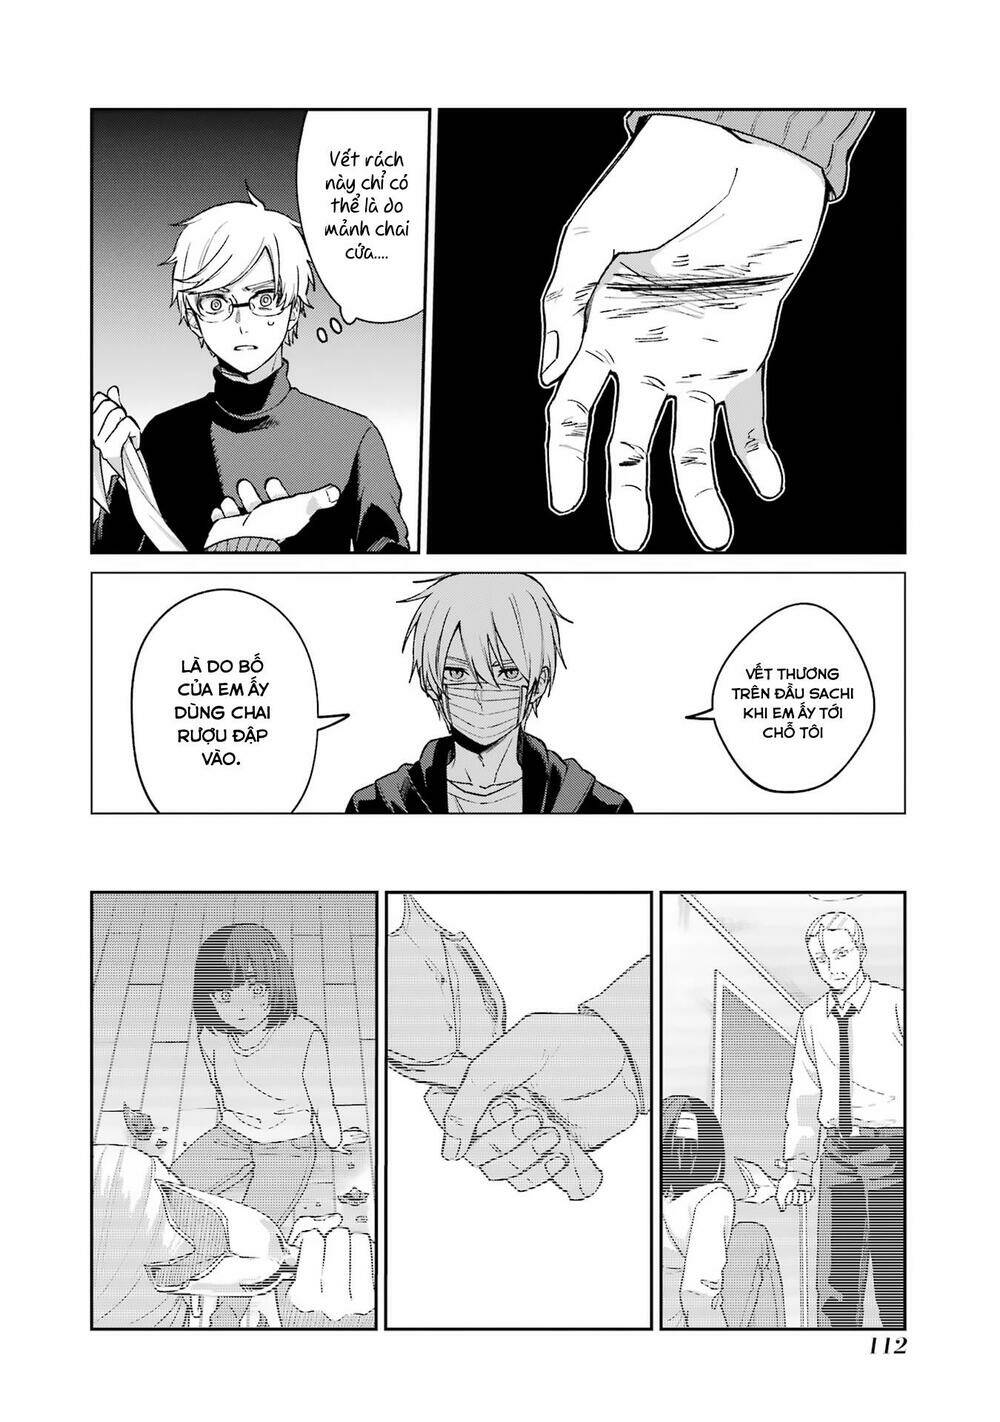 Vết rách
này chỉ có
thể là do
mảnh chai
cứa....
VẾT THƯƠNG
TRÊN ĐẦU SACHI
KHI EM ẤY TỚI
CHỖ TÔI
LÀ DO BỐ
CỦA EM ẤY
DÙNG CHAI
RƯỢU ĐẬP
VÀO.
112